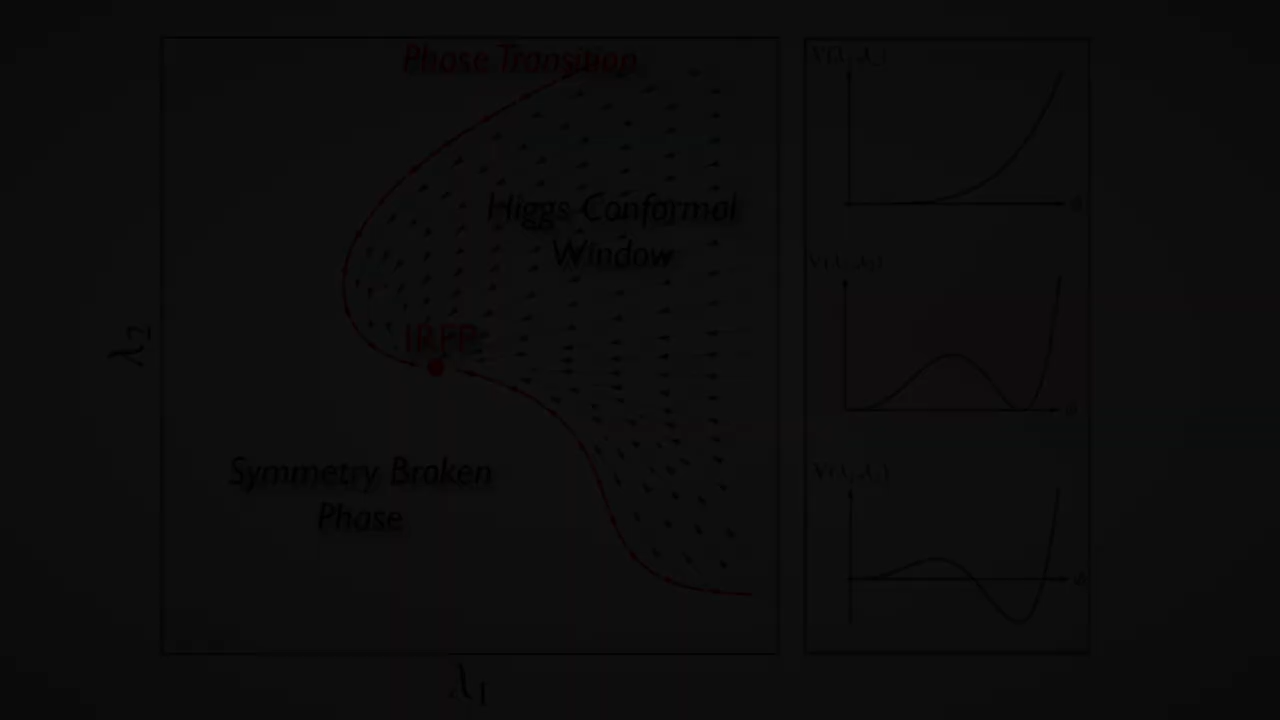 Phase Transition
Higgs-Conformal
Window
IRFP
Symmetry Broken
Phase
λ2
λ1